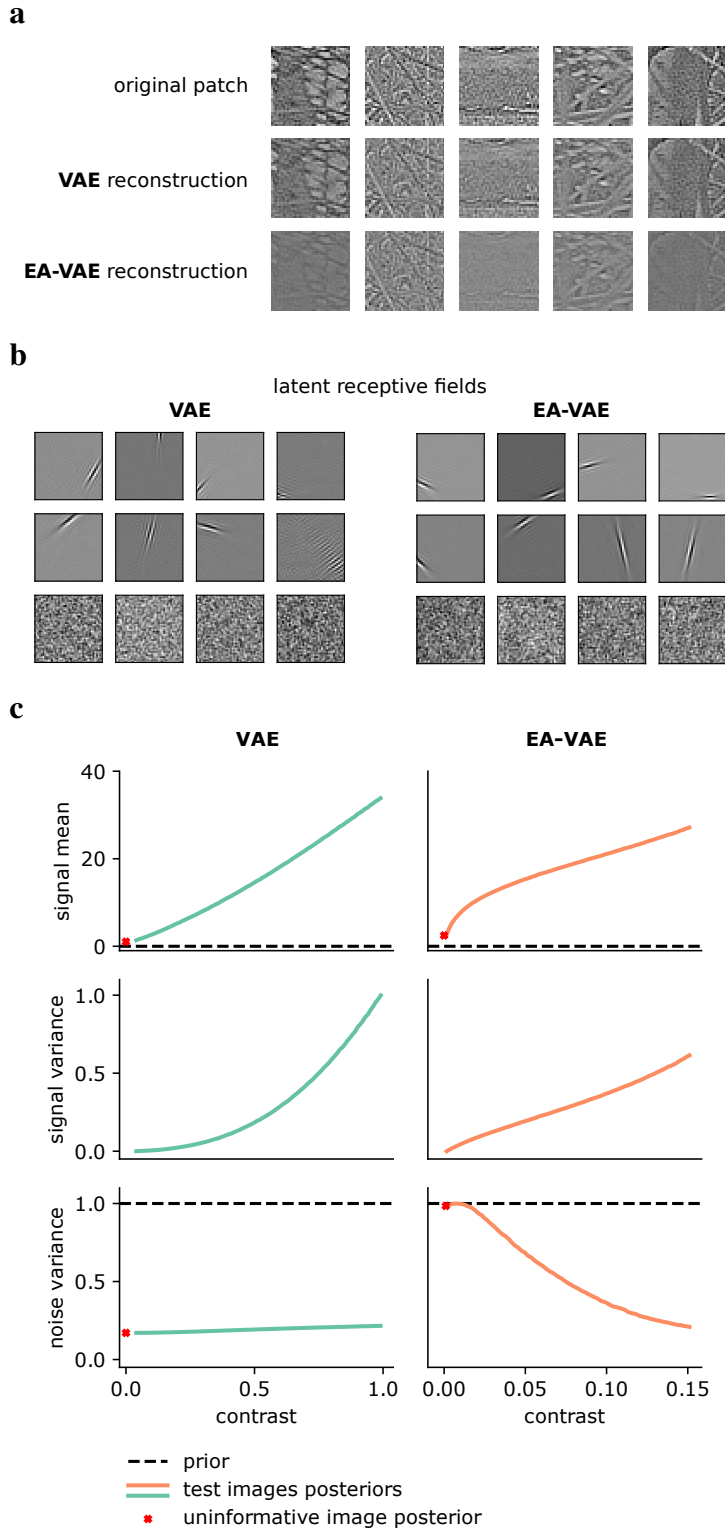 a
original patch
VAE reconstruction
EA-VAE reconstruction
b
latent receptive fields
VAE
EA-VAE
c
VAE
EA-VAE
signal mean
40
20
0
signal variance
1.0
0.5
0.0
noise variance
1.0
0.5
0.0
0.0 0.5 1.0
contrast
0.00 0.05 0.10 0.15
contrast
prior
test images posteriors
uninformative image posterior